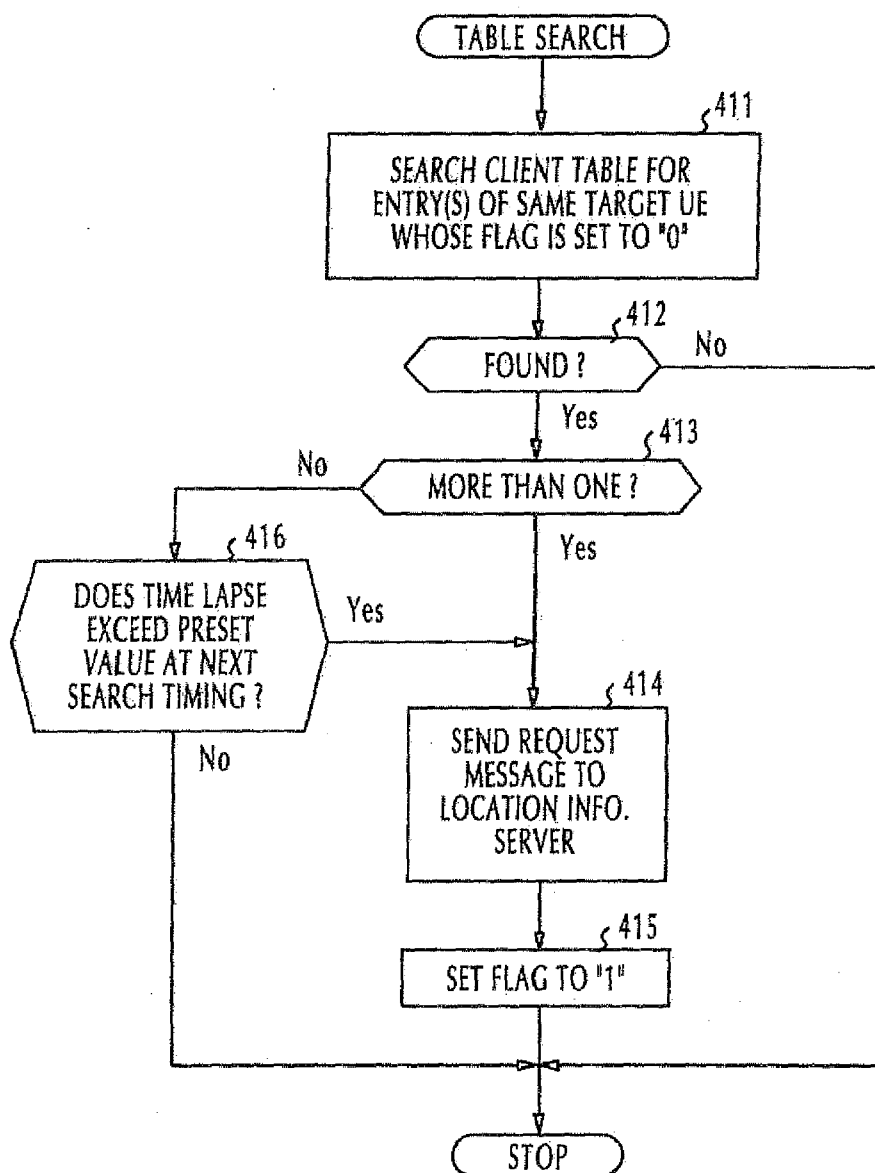 TABLE SEARCH
411
SEARCH CLIENT TABLE FOR
ENTRY(S) OF SAME TARGET UE
WHOSE FLAG IS SET TO "0"
412
FOUND ?
No
Yes
413
MORE THAN ONE ?
No
Yes
416
DOES TIME LAPSE
EXCEED PRESET
VALUE AT NEXT
SEARCH TIMING ?
Yes
No
414
SEND REQUEST
MESSAGE TO
LOCATION INFO.
SERVER
415
SET FLAG TO "1"
STOP